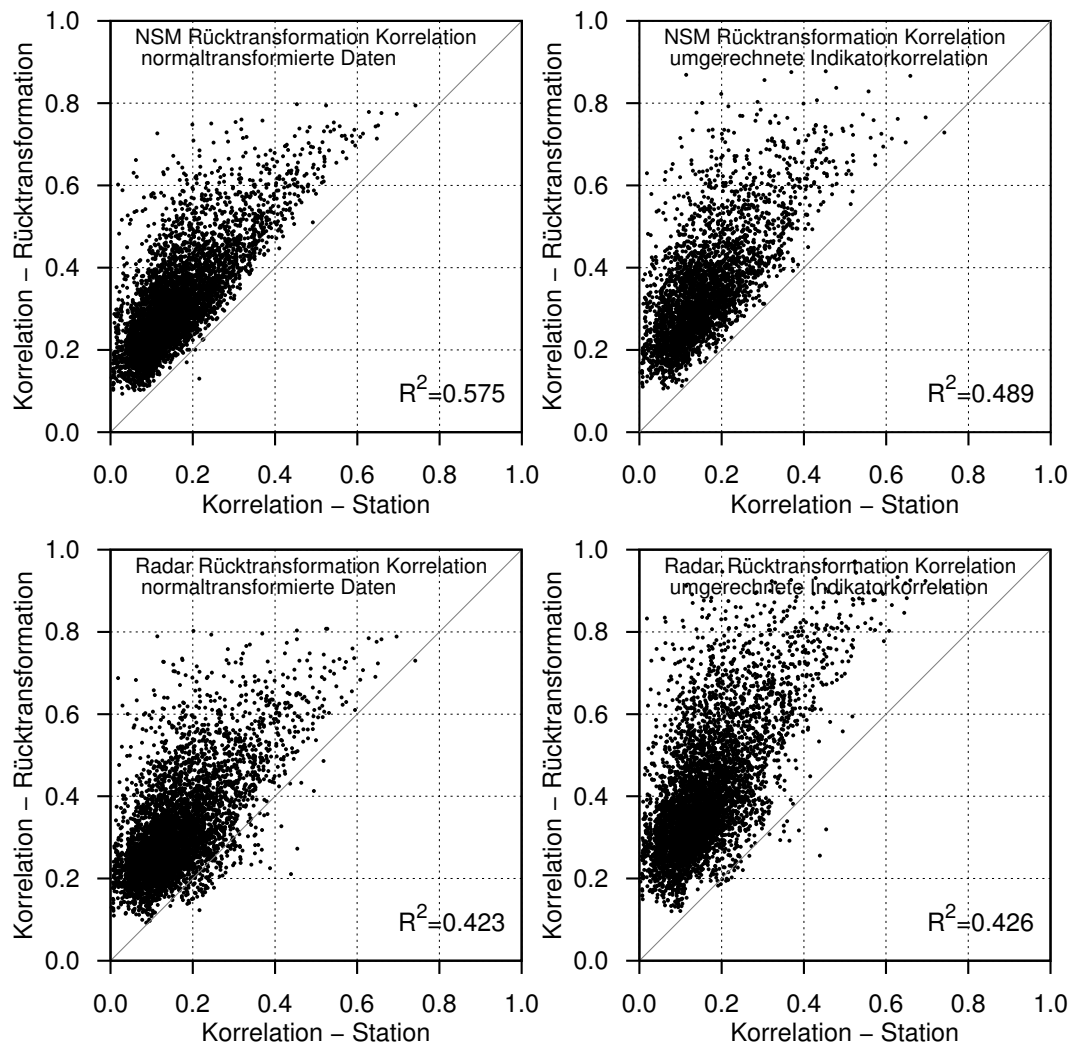 NSM Rücktransformation Korrelation
normaltransformierte Daten
1.0
0.8
0.6
0.4
0.2
0.0
Korrelation – Rücktransformation
R²=0.575
0.0 0.2 0.4 0.6 0.8 1.0
Korrelation – Station
NSM Rücktransformation Korrelation
umgerechnete Indikatorkorrelation
1.0
0.8
0.6
0.4
0.2
0.0
Korrelation – Rücktransformation
R²=0.489
0.0 0.2 0.4 0.6 0.8 1.0
Korrelation – Station
Radar Rücktransformation Korrelation
normaltransformierte Daten
1.0
0.8
0.6
0.4
0.2
0.0
Korrelation – Rücktransformation
R²=0.423
0.0 0.2 0.4 0.6 0.8 1.0
Korrelation – Station
Radar Rücktransformation Korrelation
umgerechnete Indikatorkorrelation
1.0
0.8
0.6
0.4
0.2
0.0
Korrelation – Rücktransformation
R²=0.426
0.0 0.2 0.4 0.6 0.8 1.0
Korrelation – Station